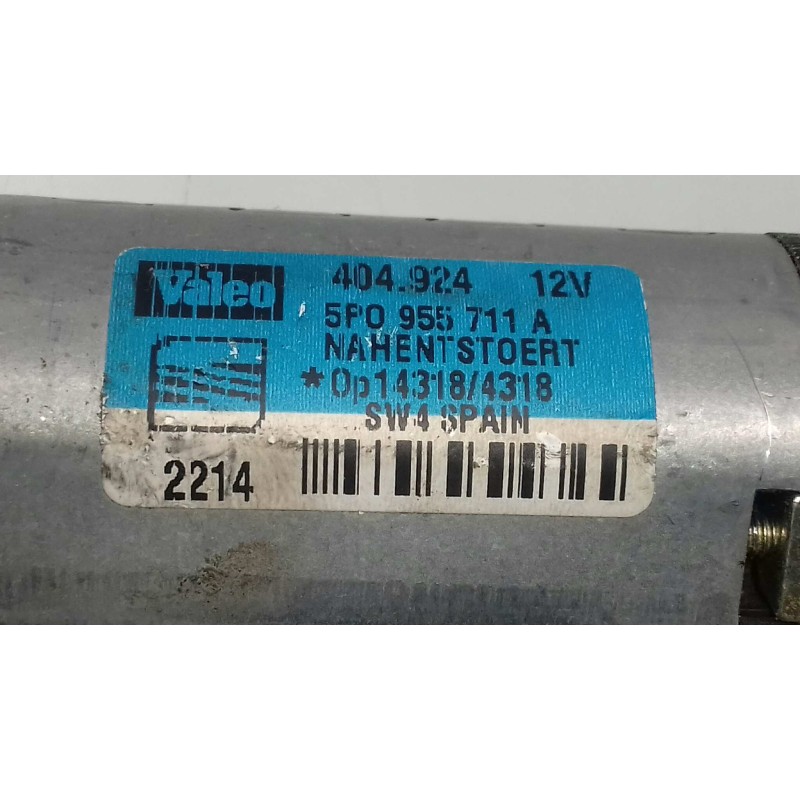 Valeo
404.924 12V
5P0 955 711 A
NAHENTSTOERT
*Op14318/4318
SW4 SPAIN
2214